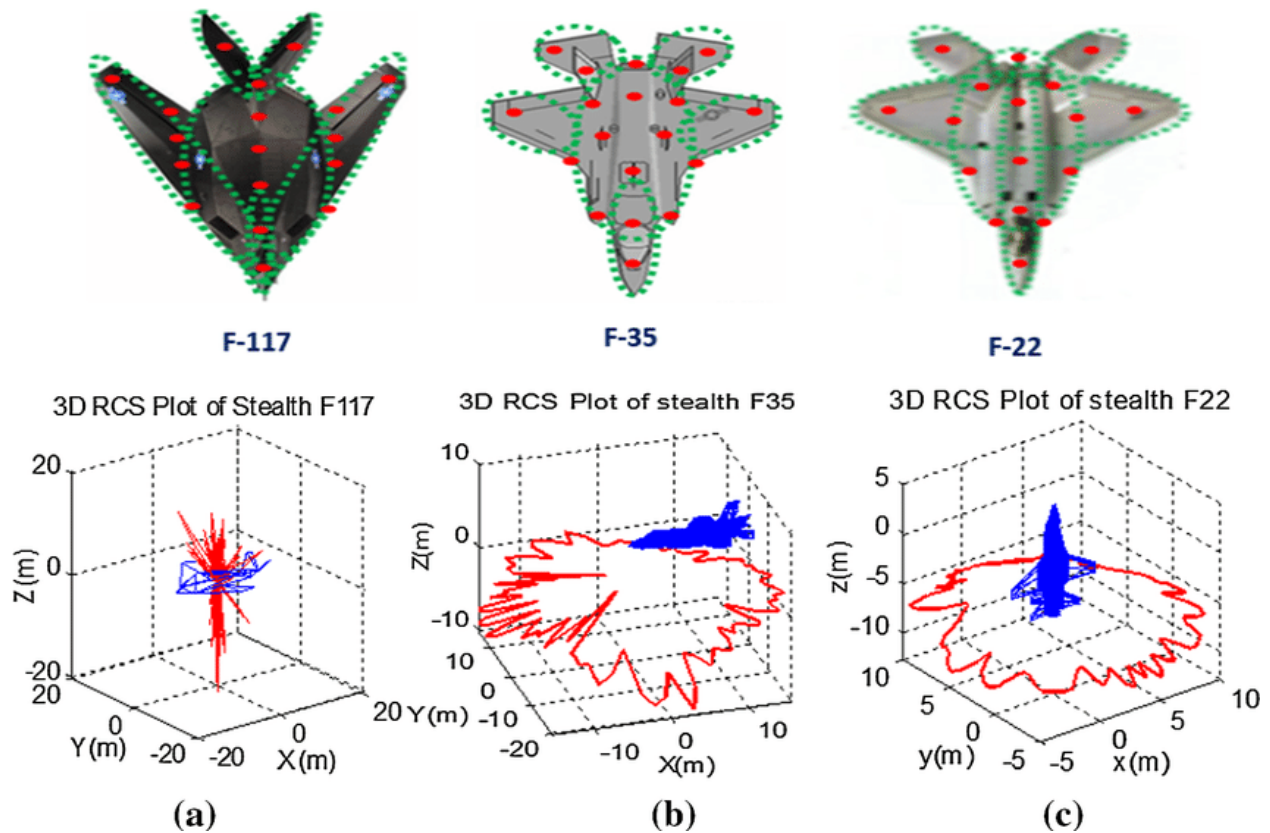 F-117
F-35
F-22
3D RCS Plot of Stealth F117
20
0
-20
Z(m)
20
0
-20
Y(m)
-20
0
20
X(m)
(a)
3D RCS Plot of stealth F35
10
0
-10
Z(m)
10
0
-10
-20
Y(m)
-10
0
10
X(m)
(b)
3D RCS Plot of stealth F22
5
0
-5
-10
z(m)
10
5
0
-5
y(m)
-5
0
5
10
x(m)
(c)